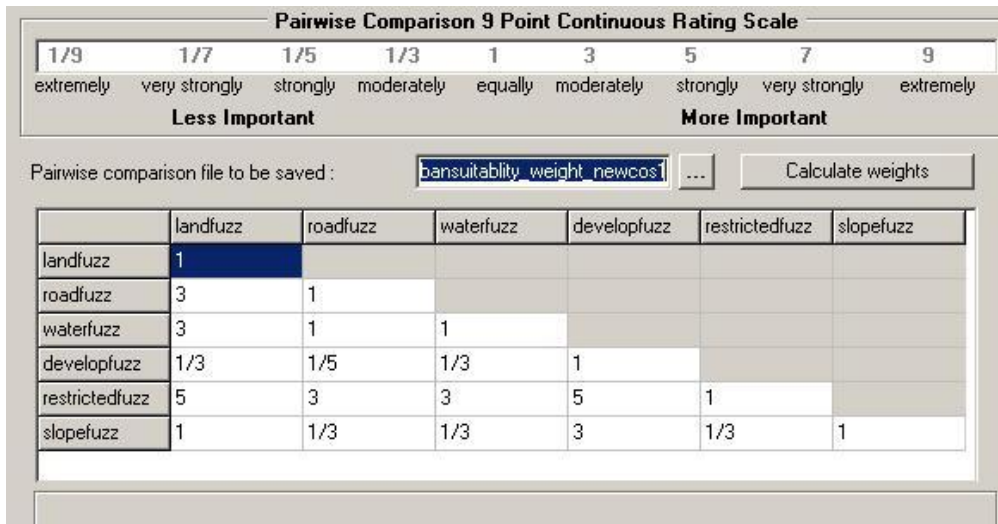 Pairwise Comparison 9 Point Continuous Rating Scale
1/9 1/7 1/5 1/3 1 3 5 7 9
extremely very strongly strongly moderately equally moderately strongly very strongly extremely
Less Important More Important
Pairwise comparison file to be saved : bansuitablity_weight_newcos1 ... Calculate weights
landfuzz roadfuzz waterfuzz developfuzz restrictedfuzz slopefuzz
landfuzz 1
roadfuzz 3 1
waterfuzz 3 1 1
developfuzz 1/3 1/5 1/3 1
restrictedfuzz 5 3 3 5 1
slopefuzz 1 1/3 1/3 3 1/3 1